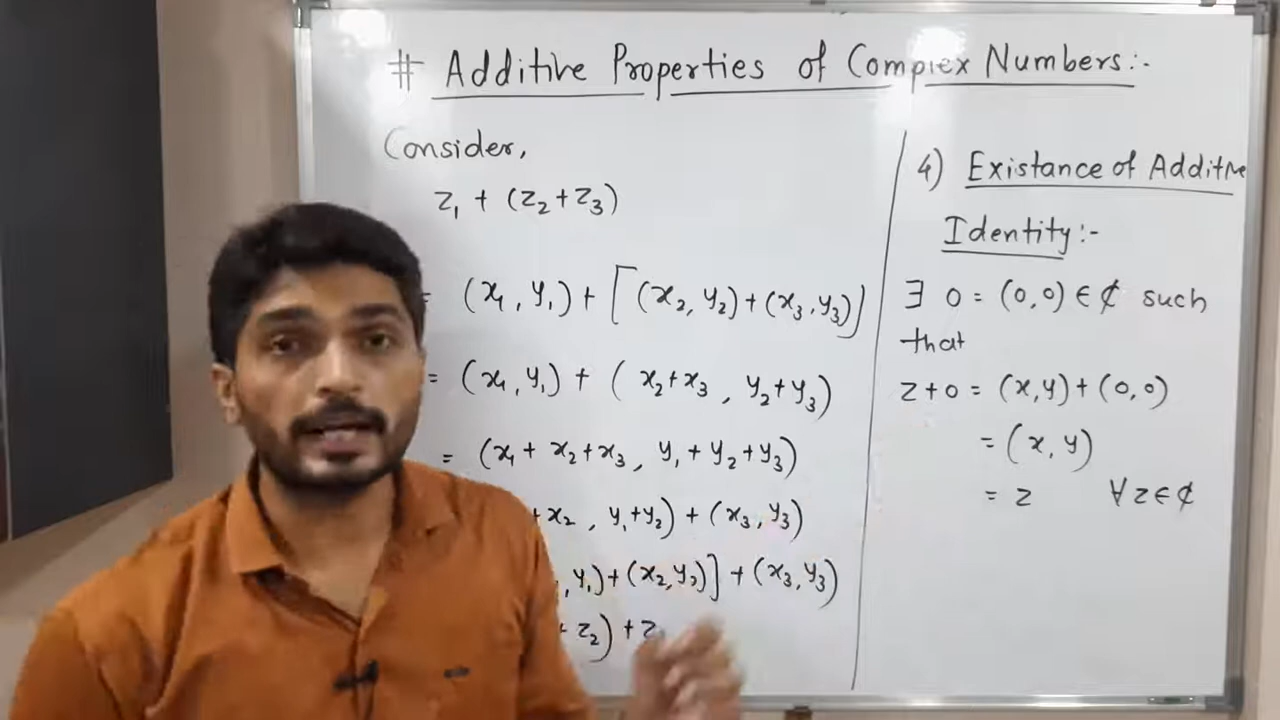 # Additive Properties of Complex Numbers:-
Consider,
z₁ + (z₂+z₃)
= (x₁, y₁) + [(x₂, y₂) + (x₃, y₃)]
= (x₁, y₁) + (x₂+x₃, y₂+y₃)
= (x₁ + x₂+x₃, y₁ + y₂+y₃)
+x₂, y₁+y₂) + (x₃, y₃)
, y₁) + (x₂, y₂)] + (x₃, y₃)
+ z₂) + z₃
4) Existance of Additive
Identity:-
∃ 0 = (0,0) ∈ ₵ such
that
z+0 = (x,y) + (0,0)
= (x, y)
= z ∀ z ∈ ₵